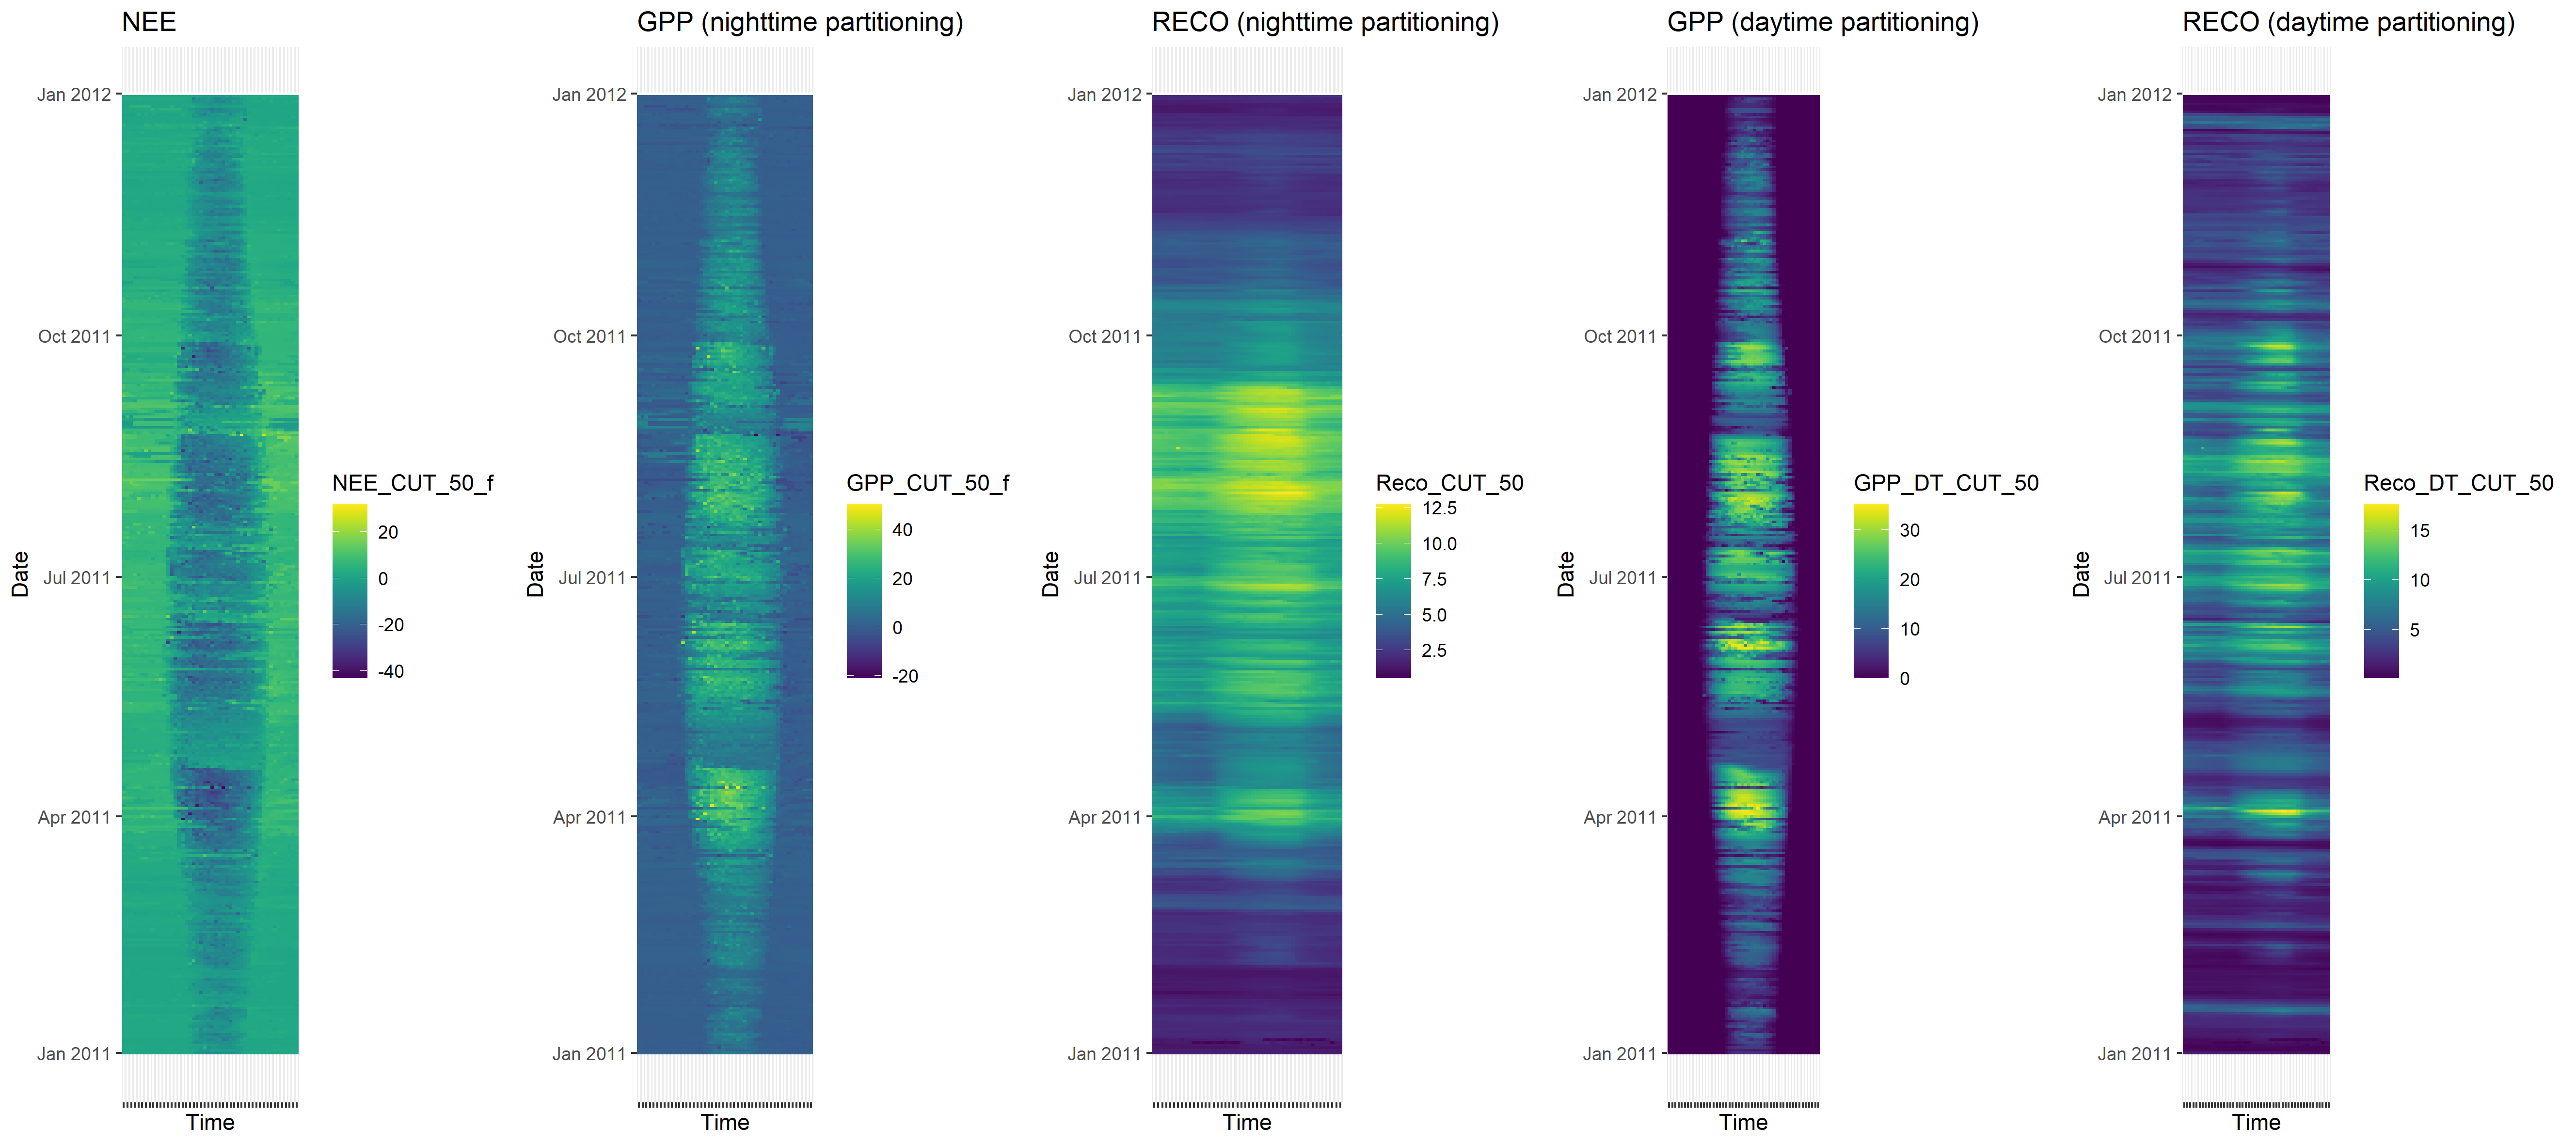 NEE
Jan 2012
Oct 2011
Jul 2011
Apr 2011
Jan 2011
Date
Time
NEE_CUT_50_f
20
0
-20
-40
GPP (nighttime partitioning)
Jan 2012
Oct 2011
Jul 2011
Apr 2011
Jan 2011
Date
Time
GPP_CUT_50_f
40
20
0
-20
RECO (nighttime partitioning)
Jan 2012
Oct 2011
Jul 2011
Apr 2011
Jan 2011
Date
Time
Reco_CUT_50
12.5
10.0
7.5
5.0
2.5
GPP (daytime partitioning)
Jan 2012
Oct 2011
Jul 2011
Apr 2011
Jan 2011
Date
Time
GPP_DT_CUT_50
30
20
10
0
RECO (daytime partitioning)
Jan 2012
Oct 2011
Jul 2011
Apr 2011
Jan 2011
Date
Time
Reco_DT_CUT_50
15
10
5